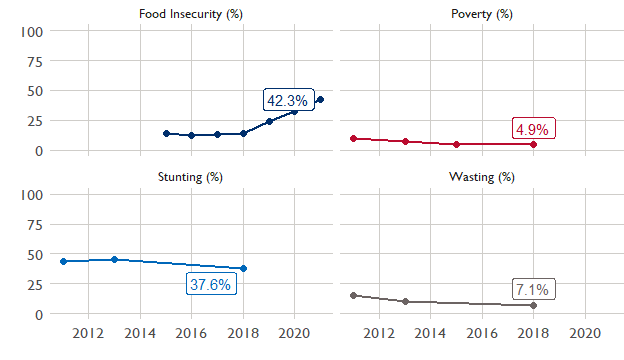 Food Insecurity (%)
Poverty (%)
100
75
50
25
0
42.3%
4.9%
Stunting (%)
Wasting (%)
100
75
50
25
0
37.6%
7.1%
2012 2014 2016 2018 2020
2012 2014 2016 2018 2020